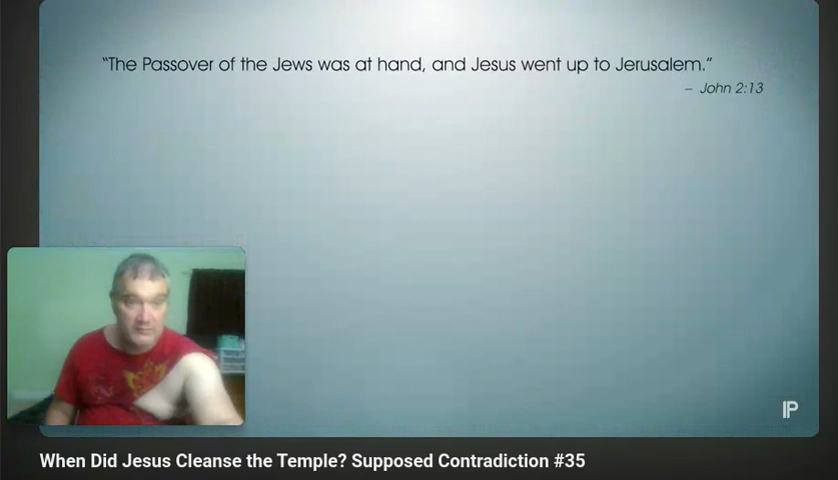 “The Passover of the Jews was at hand, and Jesus went up to Jerusalem.”
– John 2:13
IP
When Did Jesus Cleanse the Temple? Supposed Contradiction #35